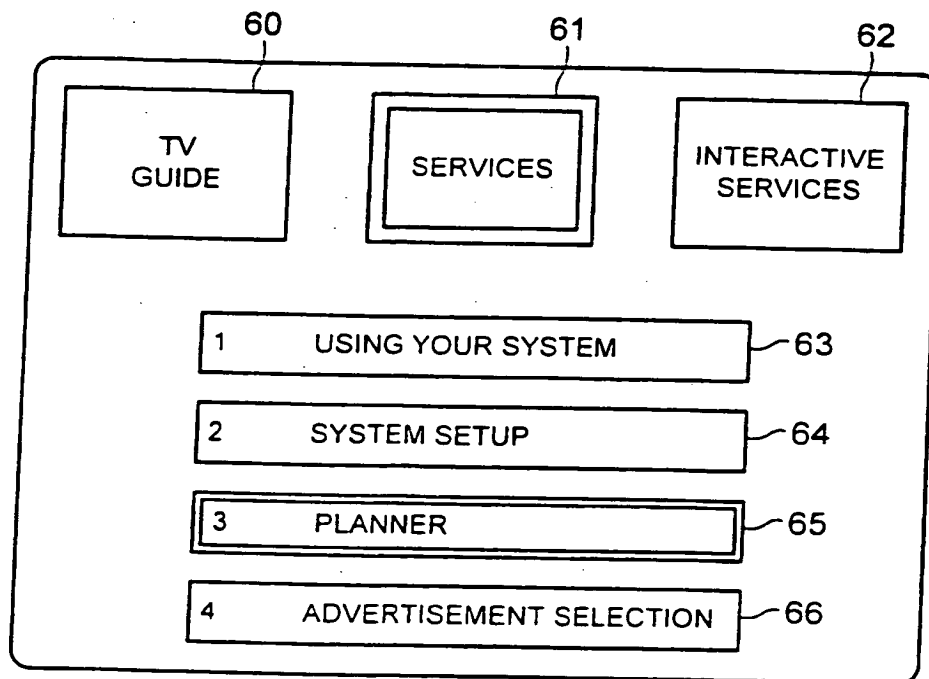 60
61
62
TV
GUIDE
SERVICES
INTERACTIVE
SERVICES
1 USING YOUR SYSTEM
63
2 SYSTEM SETUP
64
3 PLANNER
65
4 ADVERTISEMENT SELECTION
66